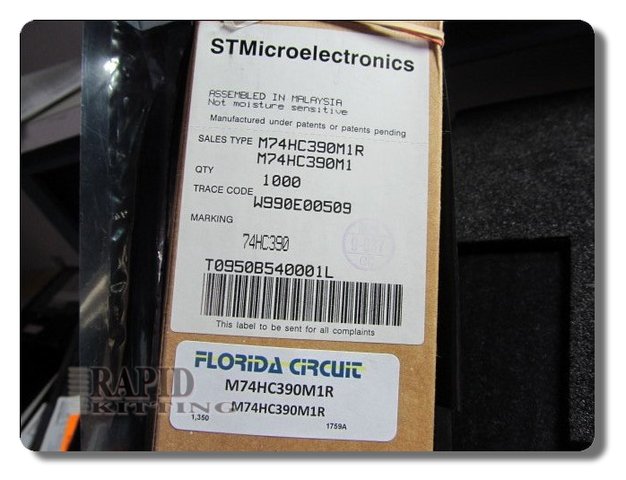 STMicroelectronics
ASSEMBLED IN MALAYSIA
Not moisture sensitive
Manufactured under patents or patents pending
SALES TYPE M74HC390M1R
M74HC390M1
QTY 1000
TRACE CODE W990E00509
MARKING
74HC390
T0950B540001L
This label to be sent for all complaints
FLORIDA CIRCUIT
M74HC390M1R
M74HC390M1R
1,350 1759A
RAPID
KITTING